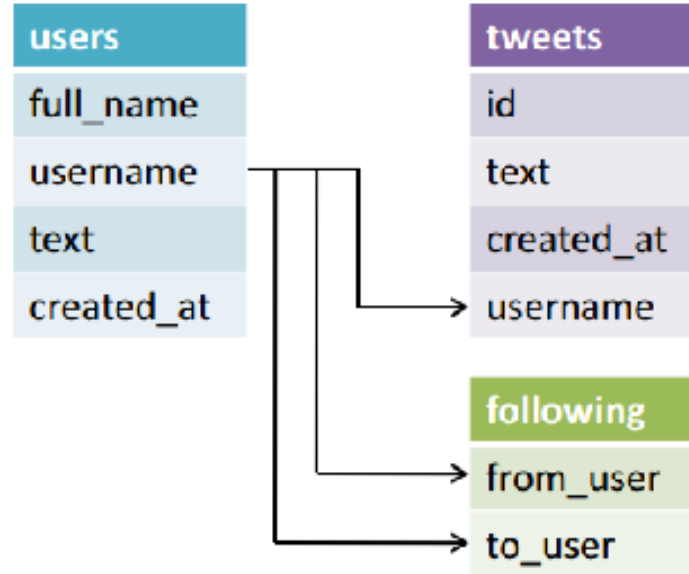 users
full_name
username
text
created_at
tweets
id
text
created_at
username
following
from_user
to_user